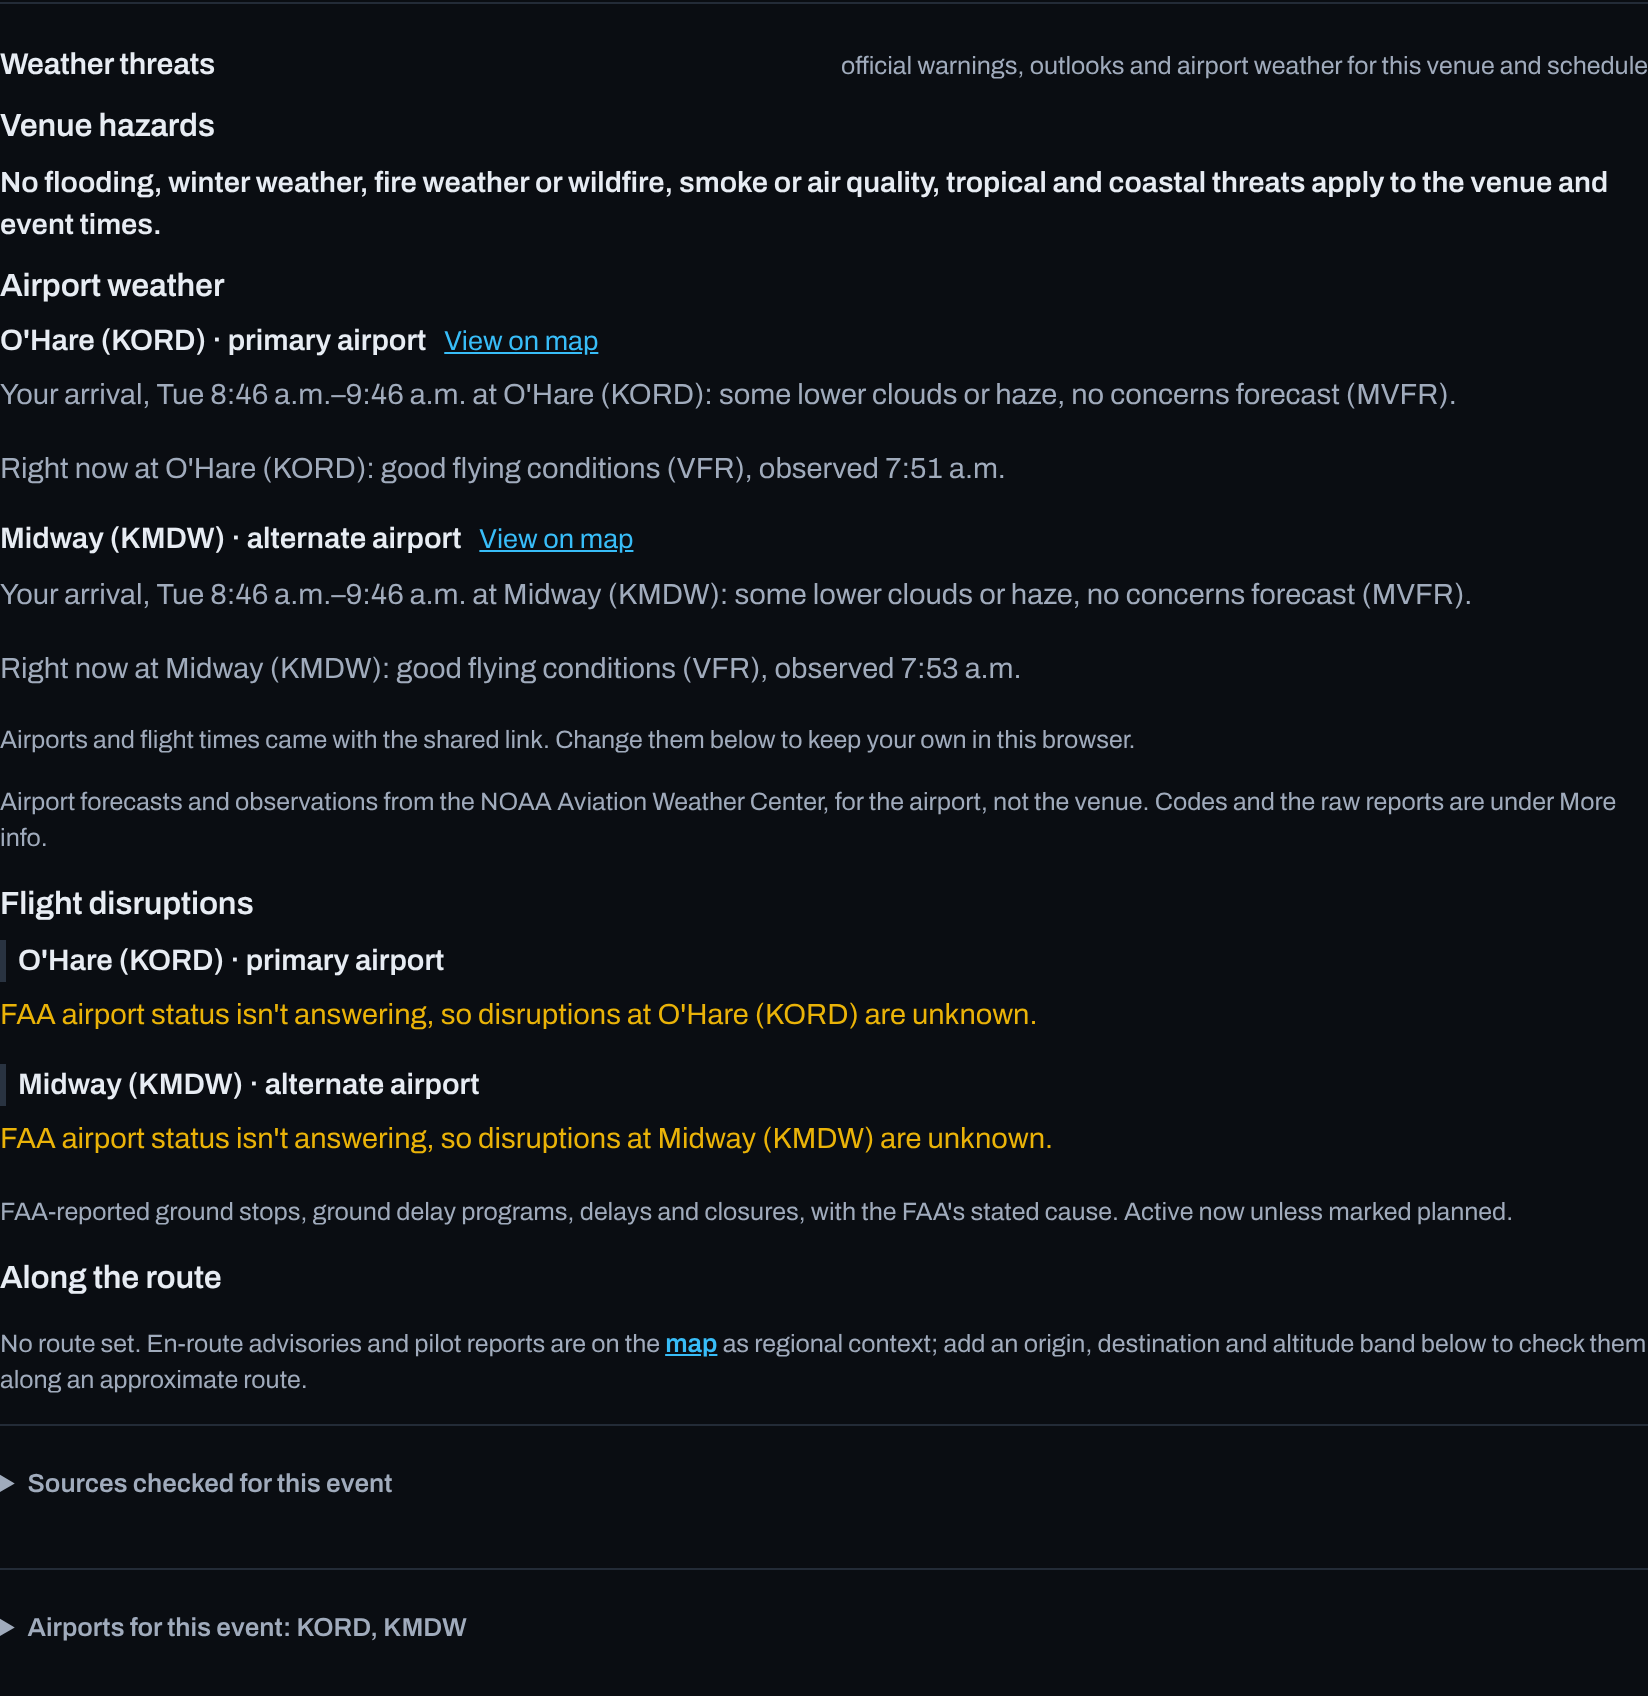 Weather threats
official warnings, outlooks and airport weather for this venue and schedule
Venue hazards
No flooding, winter weather, fire weather or wildfire, smoke or air quality, tropical and coastal threats apply to the venue and
event times.
Airport weather
O'Hare (KORD) · primary airport View on map
Your arrival, Tue 8:46 a.m.–9:46 a.m. at O'Hare (KORD): some lower clouds or haze, no concerns forecast (MVFR).
Right now at O'Hare (KORD): good flying conditions (VFR), observed 7:51 a.m.
Midway (KMDW) · alternate airport View on map
Your arrival, Tue 8:46 a.m.–9:46 a.m. at Midway (KMDW): some lower clouds or haze, no concerns forecast (MVFR).
Right now at Midway (KMDW): good flying conditions (VFR), observed 7:53 a.m.
Airports and flight times came with the shared link. Change them below to keep your own in this browser.
Airport forecasts and observations from the NOAA Aviation Weather Center, for the airport, not the venue. Codes and the raw reports are under More
info.
Flight disruptions
O'Hare (KORD) · primary airport
FAA airport status isn't answering, so disruptions at O'Hare (KORD) are unknown.
Midway (KMDW) · alternate airport
FAA airport status isn't answering, so disruptions at Midway (KMDW) are unknown.
FAA-reported ground stops, ground delay programs, delays and closures, with the FAA's stated cause. Active now unless marked planned.
Along the route
No route set. En-route advisories and pilot reports are on the map as regional context; add an origin, destination and altitude band below to check them
along an approximate route.
Sources checked for this event
Airports for this event: KORD, KMDW